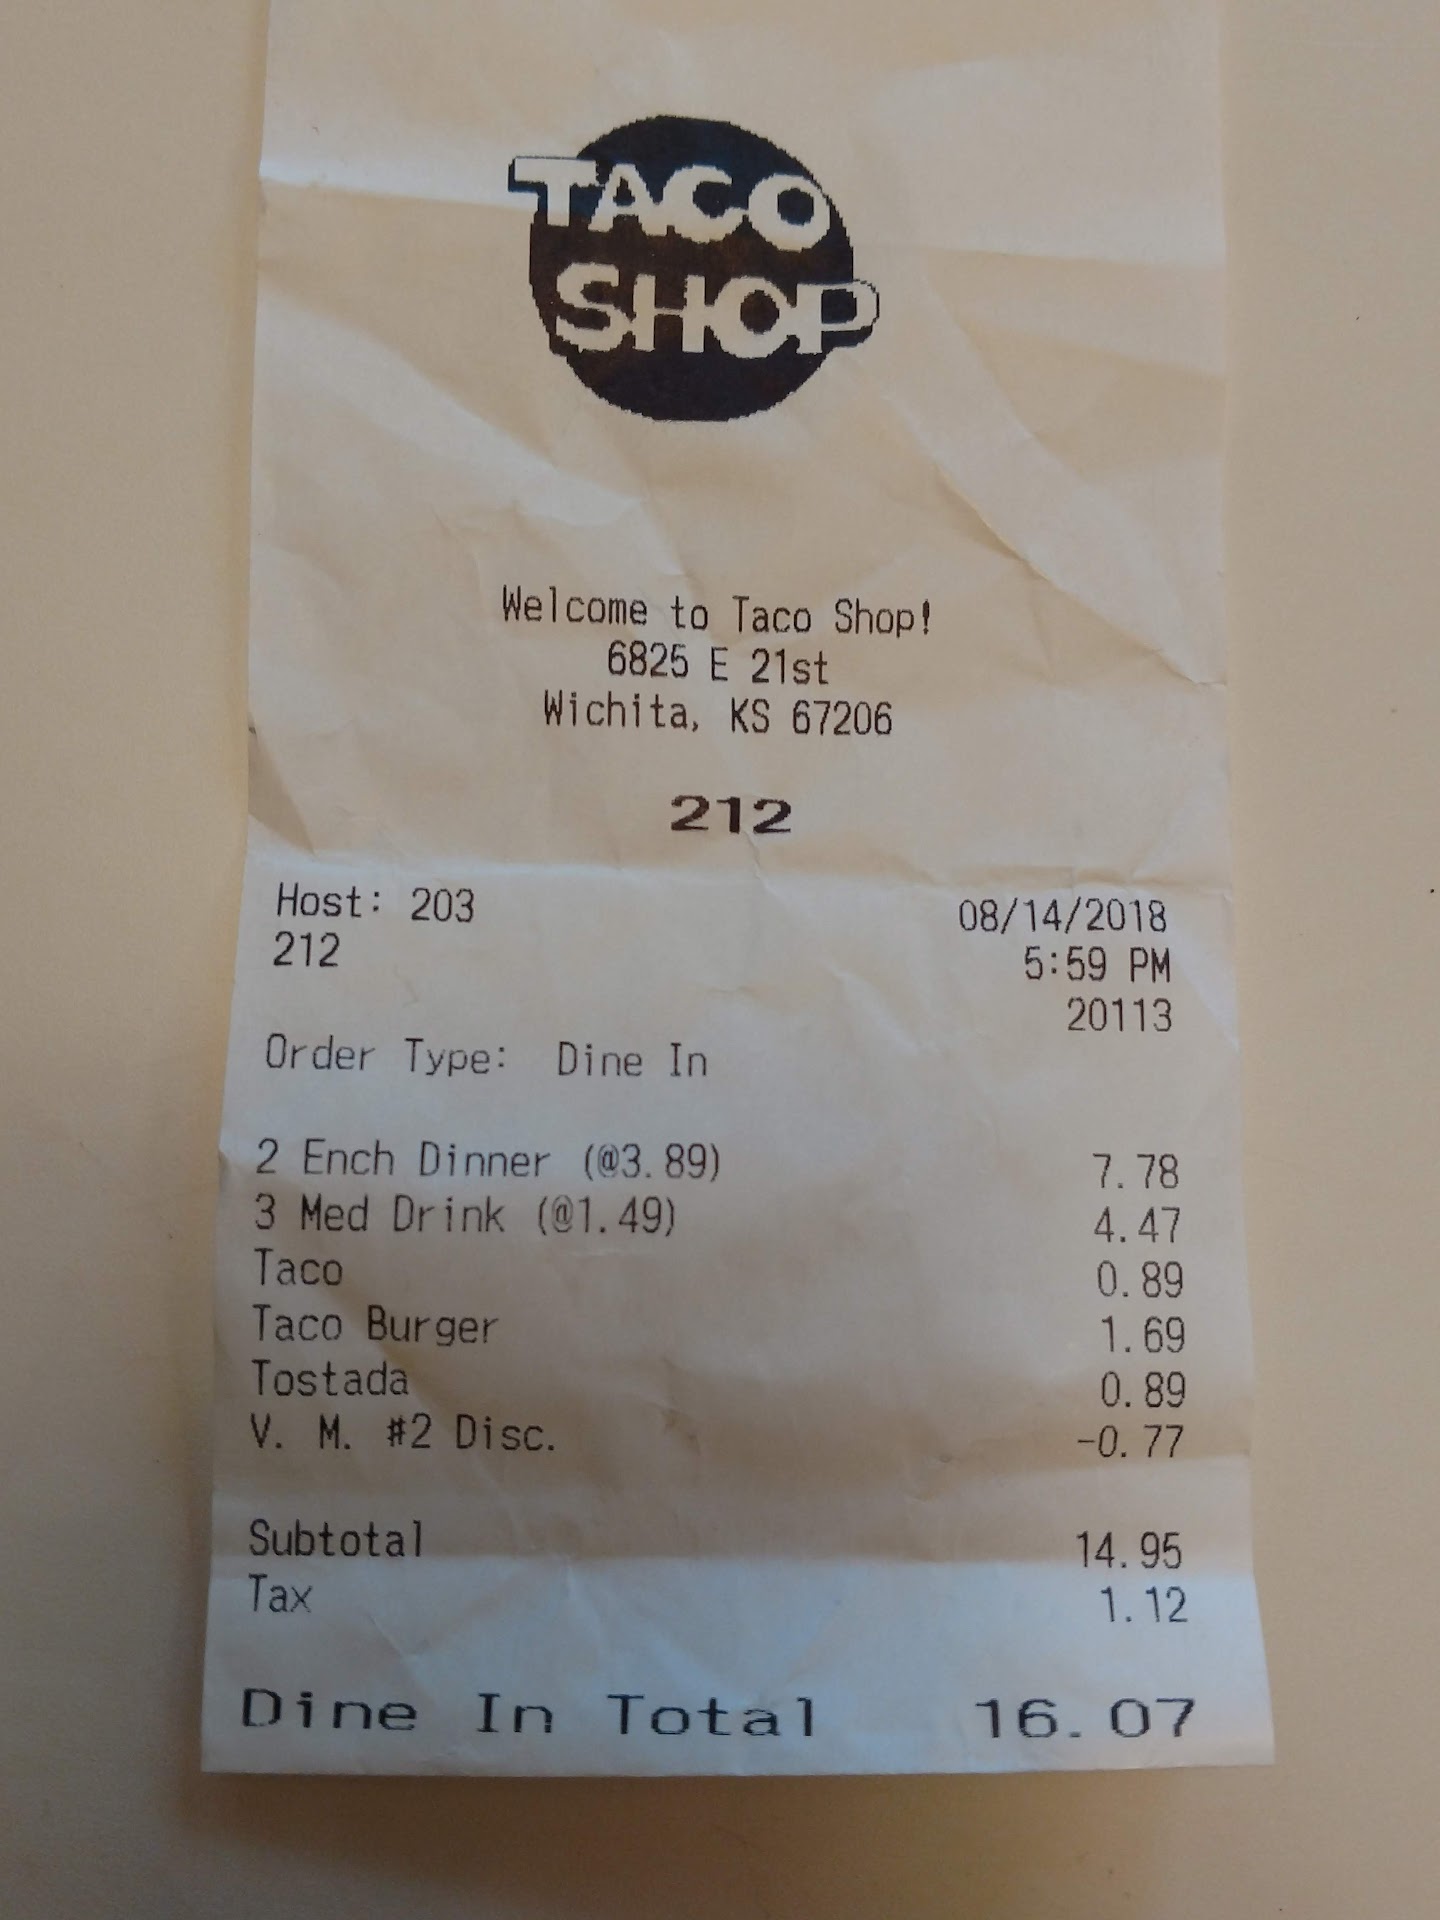 TACO
SHOP
Welcome to Taco Shop!
6825 E 21st
Wichita, KS 67206
212
Host: 203 08/14/2018
212 5:59 PM
20113
Order Type: Dine In
2 Ench Dinner (@3.89) 7.78
3 Med Drink (@1.49) 4.47
Taco 0.89
Taco Burger 1.69
Tostada 0.89
V. M. #2 Disc. -0.77
Subtotal 14.95
Tax 1.12
Dine In Total 16.07